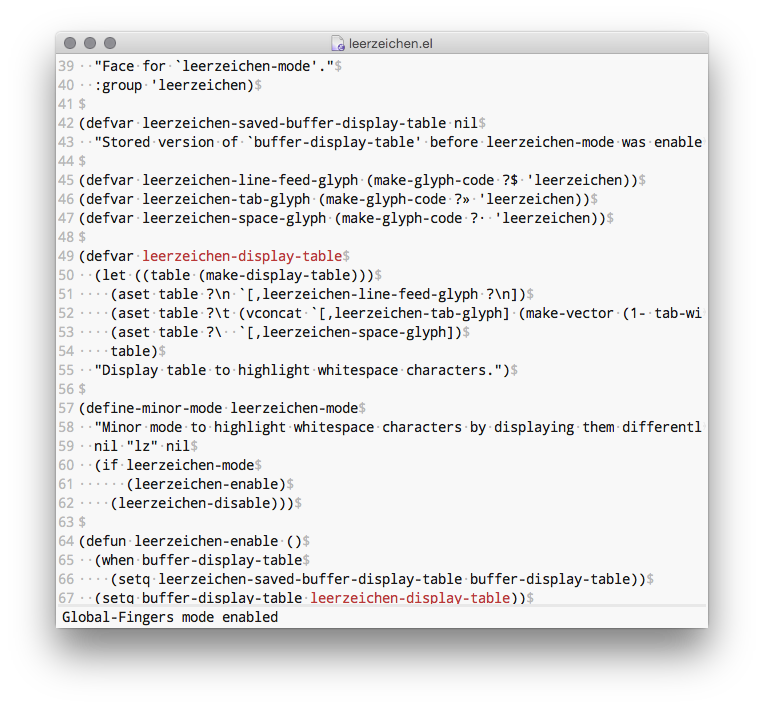 leerzeichen.el
39 ··"Face·for·`leerzeichen-mode'."$
40 ··:group·'leerzeichen)$
41 $
42 (defvar·leerzeichen-saved-buffer-display-table·nil$
43 ··"Stored·version·of·`buffer-display-table'·before·leerzeichen-mode·was·enable
44 $
45 (defvar·leerzeichen-line-feed-glyph·(make-glyph-code·?$·'leerzeichen))$
46 (defvar·leerzeichen-tab-glyph·(make-glyph-code·?»·'leerzeichen))$
47 (defvar·leerzeichen-space-glyph·(make-glyph-code·?··'leerzeichen))$
48 $
49 (defvar·leerzeichen-display-table$
50 ··(let·((table·(make-display-table)))$
51 ····(aset·table·?\n·`[,leerzeichen-line-feed-glyph·?\n])$
52 ····(aset·table·?\t·(vconcat·`[,leerzeichen-tab-glyph]·(make-vector·(1-·tab-wi
53 ····(aset·table·?\··`[,leerzeichen-space-glyph])$
54 ····table)$
55 ··"Display·table·to·highlight·whitespace·characters.")$
56 $
57 (define-minor-mode·leerzeichen-mode$
58 ··"Minor·mode·to·highlight·whitespace·characters·by·displaying·them·differentl
59 ··nil·"lz"·nil$
60 ··(if·leerzeichen-mode$
61 ······(leerzeichen-enable)$
62 ····(leerzeichen-disable)))$
63 $
64 (defun·leerzeichen-enable·()$
65 ··(when·buffer-display-table$
66 ····(setq·leerzeichen-saved-buffer-display-table·buffer-display-table))$
67 ··(setq·buffer-display-table·leerzeichen-display-table))$
Global-Fingers mode enabled